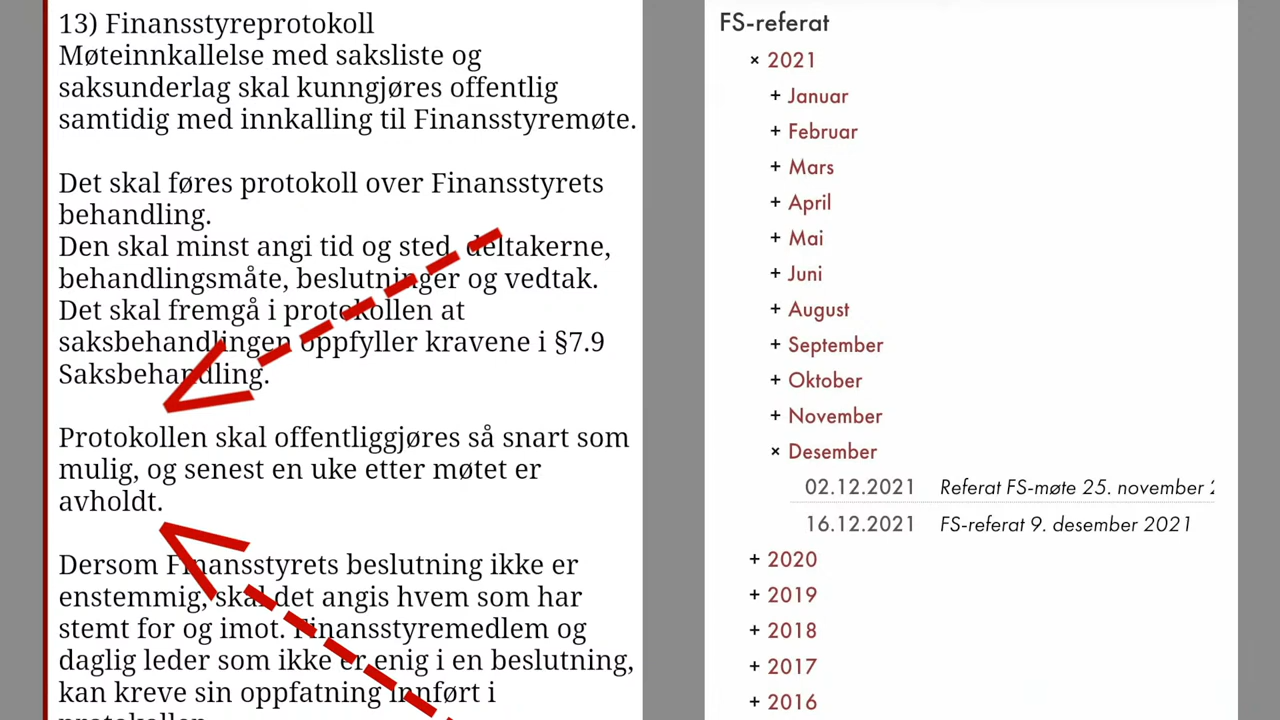 13) Finansstyreprotokoll
Møteinnkallelse med saksliste og
saksunderlag skal kunngjøres offentlig
samtidig med innkalling til Finansstyremøte.
Det skal føres protokoll over Finansstyrets
behandling.
Den skal minst angi tid og sted, deltakerne,
behandlingsmåte, beslutninger og vedtak.
Det skal fremgå i protokollen at
saksbehandlingen oppfyller kravene i §7.9
Saksbehandling.
Protokollen skal offentliggjøres så snart som
mulig, og senest en uke etter møtet er
avholdt.
Dersom Finansstyrets beslutning ikke er
enstemmig, skal det angis hvem som har
stemt for og imot. Finansstyremedlem og
daglig leder som ikke er enig i en beslutning,
kan kreve sin oppfatning innført i
protokollen.
FS-referat
× 2021
+ Januar
+ Februar
+ Mars
+ April
+ Mai
+ Juni
+ August
+ September
+ Oktober
+ November
× Desember
02.12.2021 Referat FS-møte 25. november
16.12.2021 FS-referat 9. desember 2021
+ 2020
+ 2019
+ 2018
+ 2017
+ 2016